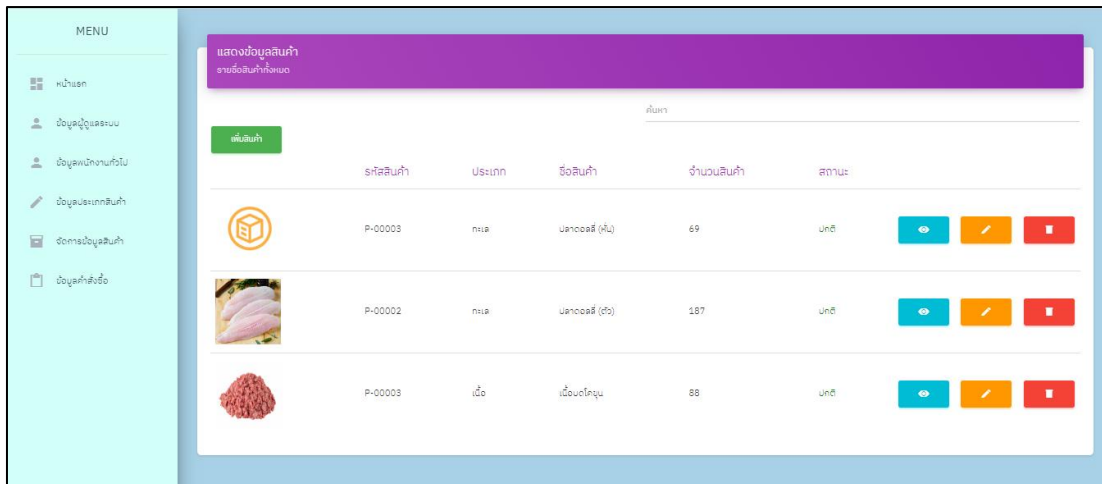 MENU
หน้าแรก
ข้อมูลผู้ดูแลระบบ
ข้อมูลพนักงานทั่วไป
ข้อมูลประเภทสินค้า
จัดการข้อมูลสินค้า
ข้อมูลคำสั่งซื้อ
แสดงข้อมูลสินค้า
รายชื่อสินค้าทั้งหมด
ค้นหา
เพิ่มสินค้า
รหัสสินค้า ประเภท ชื่อสินค้า จำนวนสินค้า สถานะ
P-00003 ทะเล ปลาดอลลี่ (หั่น) 69 ปกติ
P-00002 ทะเล ปลาดอลลี่ (ตัว) 187 ปกติ
P-00003 เนื้อ เนื้อบดโคขุน 88 ปกติ